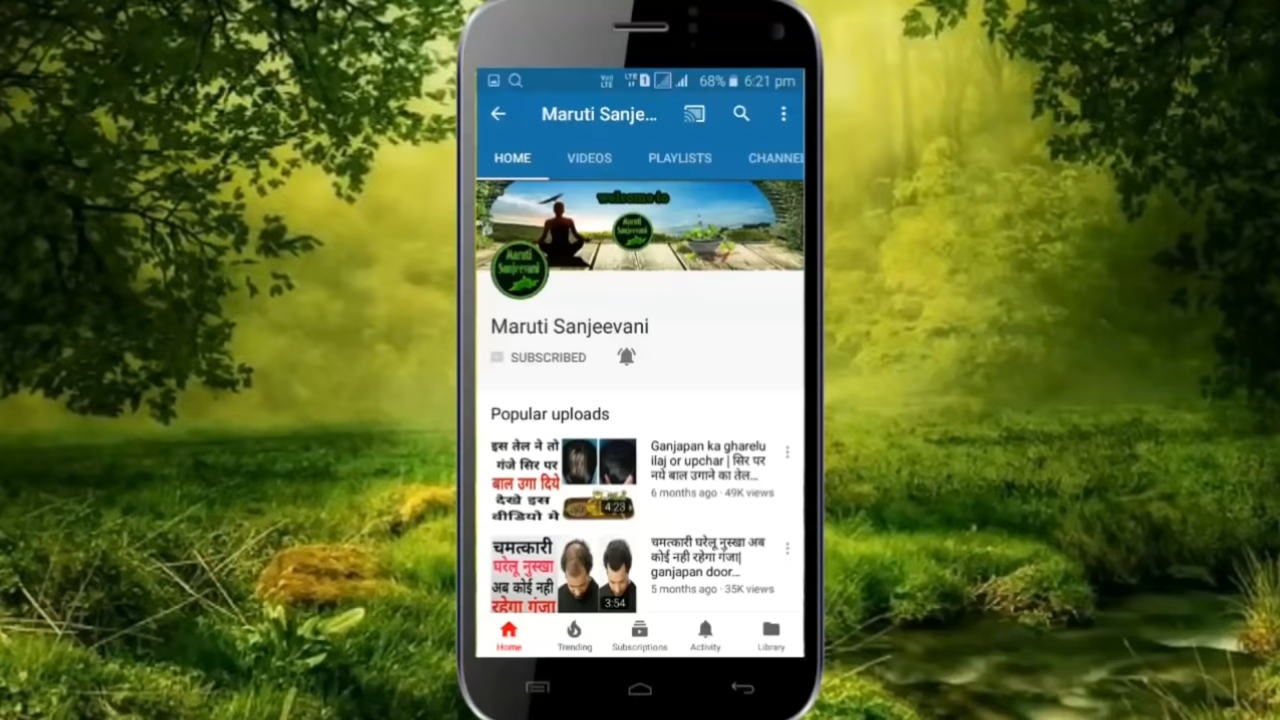 68% 6:21 pm
Maruti Sanje...
HOME VIDEOS PLAYLISTS CHANNEL
welcome to
Maruti
Sanjeevani
Maruti
Sanjeevani
Maruti Sanjeevani
SUBSCRIBED
Popular uploads
इस तेल ने तो
गंजे सिर पर
बाल उगा दिये
देखे इस
वीडियो मे
4:23
Ganjapan ka gharelu
ilaj or upchar | सिर पर
नये बाल उगाने का तेल...
6 months ago · 49K views
चमत्कारी
घरेलू नुस्खा
अब कोई नही
रहेगा गंजा
3:54
चमत्कारी घरेलू नुस्खा अब
कोई नही रहेगा गंजा|
ganjapan door...
5 months ago · 35K views
Home Trending Subscriptions Activity Library